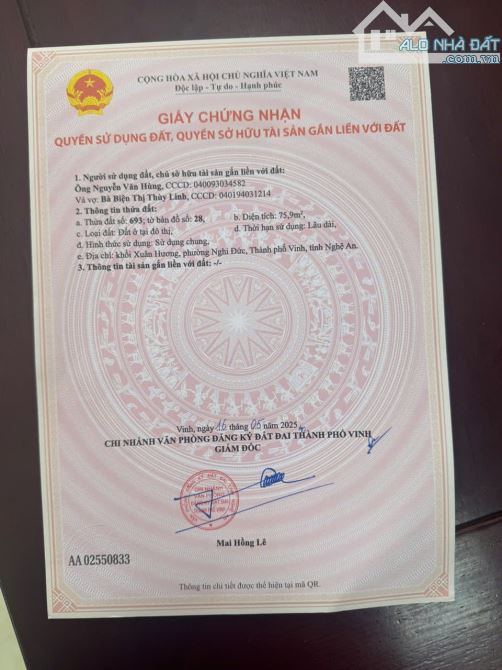 ALO NHÀ ĐẤT
.com.vn
CỘNG HÒA XÃ HỘI CHỦ NGHĨA VIỆT NAM
Độc lập - Tự do - Hạnh phúc
GIẤY CHỨNG NHẬN
QUYỀN SỬ DỤNG ĐẤT, QUYỀN SỞ HỮU TÀI SẢN GẮN LIỀN VỚI ĐẤT
1. Người sử dụng đất, chủ sở hữu tài sản gắn liền với đất:
Ông Nguyễn Văn Hùng, CCCD: 040093034582
Và vợ: Bà Biện Thị Thùy Linh, CCCD: 040194031214
2. Thông tin thửa đất:
a. Thửa đất số: 693; tờ bản đồ số: 28, b. Diện tích: 75,9m²,
c. Loại đất: Đất ở tại đô thị, d. Thời hạn sử dụng: Lâu dài,
đ. Hình thức sử dụng: Sử dụng chung,
e. Địa chỉ: khối Xuân Hương, phường Nghi Đức, Thành phố Vinh, tỉnh Nghệ An.
3. Thông tin tài sản gắn liền với đất: -/-
Vinh, ngày 16 tháng 05 năm 2025
CHI NHÁNH VĂN PHÒNG ĐĂNG KÝ ĐẤT ĐAI THÀNH PHỐ VINH
GIÁM ĐỐC
CHI NHÁNH
VĂN PHÒNG
ĐĂNG KÝ ĐẤT ĐAI
Mai Hồng Lê
AA 02550833
Thông tin chi tiết được thể hiện tại mã QR.